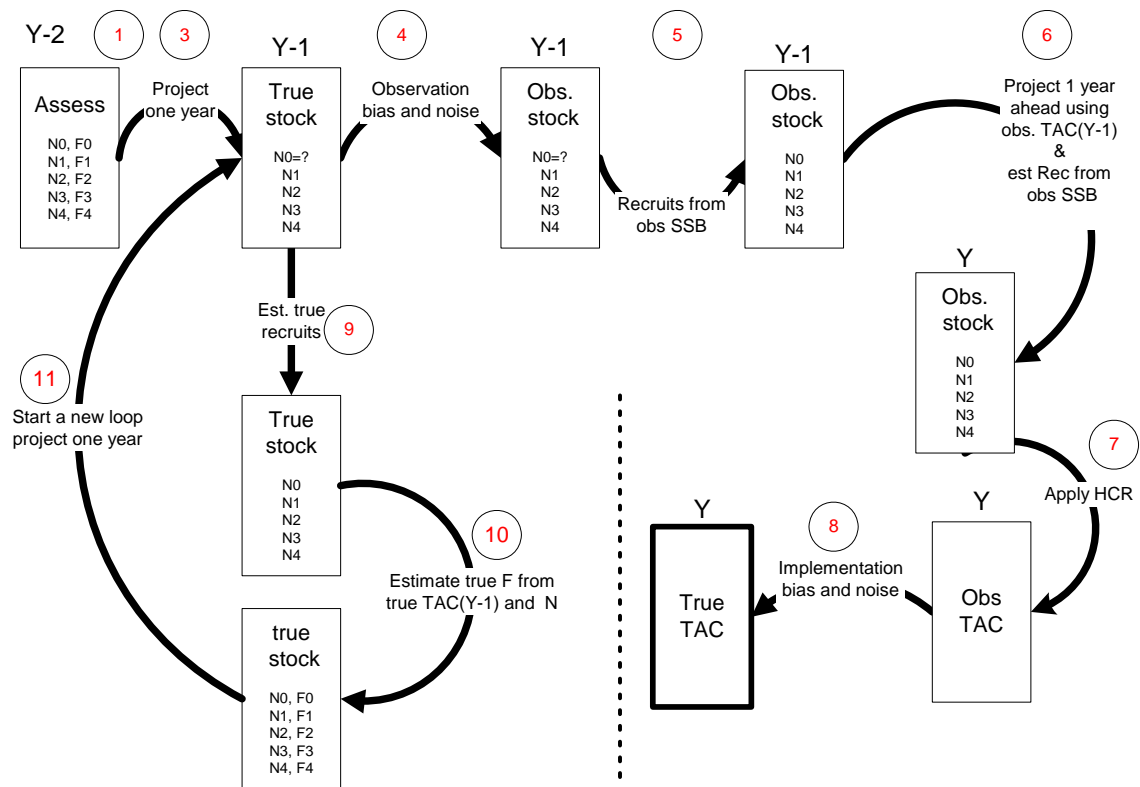 Y-2
1
3
Assess
N0, F0
N1, F1
N2, F2
N3, F3
N4, F4
Project
one year
Y-1
True
stock
N0=?
N1
N2
N3
N4
4
Observation
bias and noise
Y-1
Obs.
stock
N0=?
N1
N2
N3
N4
5
Recruits from
obs SSB
Y-1
Obs.
stock
N0
N1
N2
N3
N4
6
Project 1 year
ahead using
obs. TAC(Y-1)
&
est Rec from
obs SSB
Y
Obs.
stock
N0
N1
N2
N3
N4
7
Apply HCR
Y
Obs
TAC
8
Implementation
bias and noise
Y
True
TAC
Est. true
recruits
9
True
stock
N0
N1
N2
N3
N4
10
Estimate true F from
true TAC(Y-1) and N
true
stock
N0, F0
N1, F1
N2, F2
N3, F3
N4, F4
11
Start a new loop
project one year